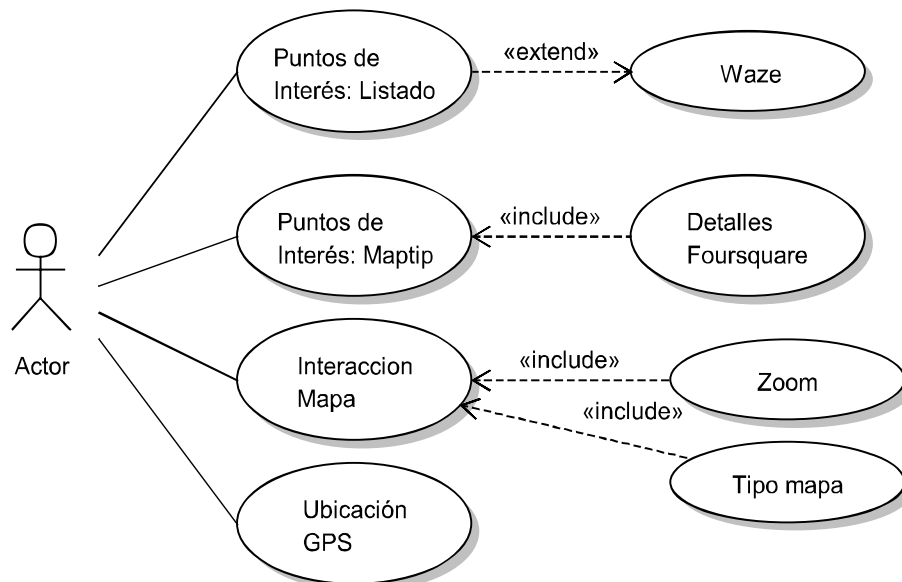 Puntos de
Interés: Listado
«extend»
Waze
Puntos de
Interés: Maptip
«include»
Detalles
Foursquare
Actor
Interaccion
Mapa
«include»
Zoom
«include»
Tipo mapa
Ubicación
GPS